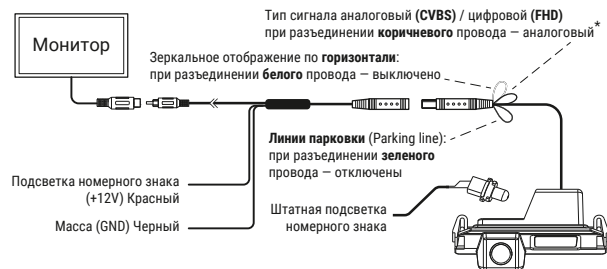 Тип сигнала аналоговый (CVBS) / цифровой (FHD)
при разъединении коричневого провода — аналоговый*
Монитор
Зеркальное отображение по горизонтали:
при разъединении белого провода — выключено
Линии парковки (Parking line):
при разъединении зеленого
провода — отключены
Подсветка номерного знака
(+12V) Красный
Масса (GND) Черный
Штатная подсветка
номерного знака